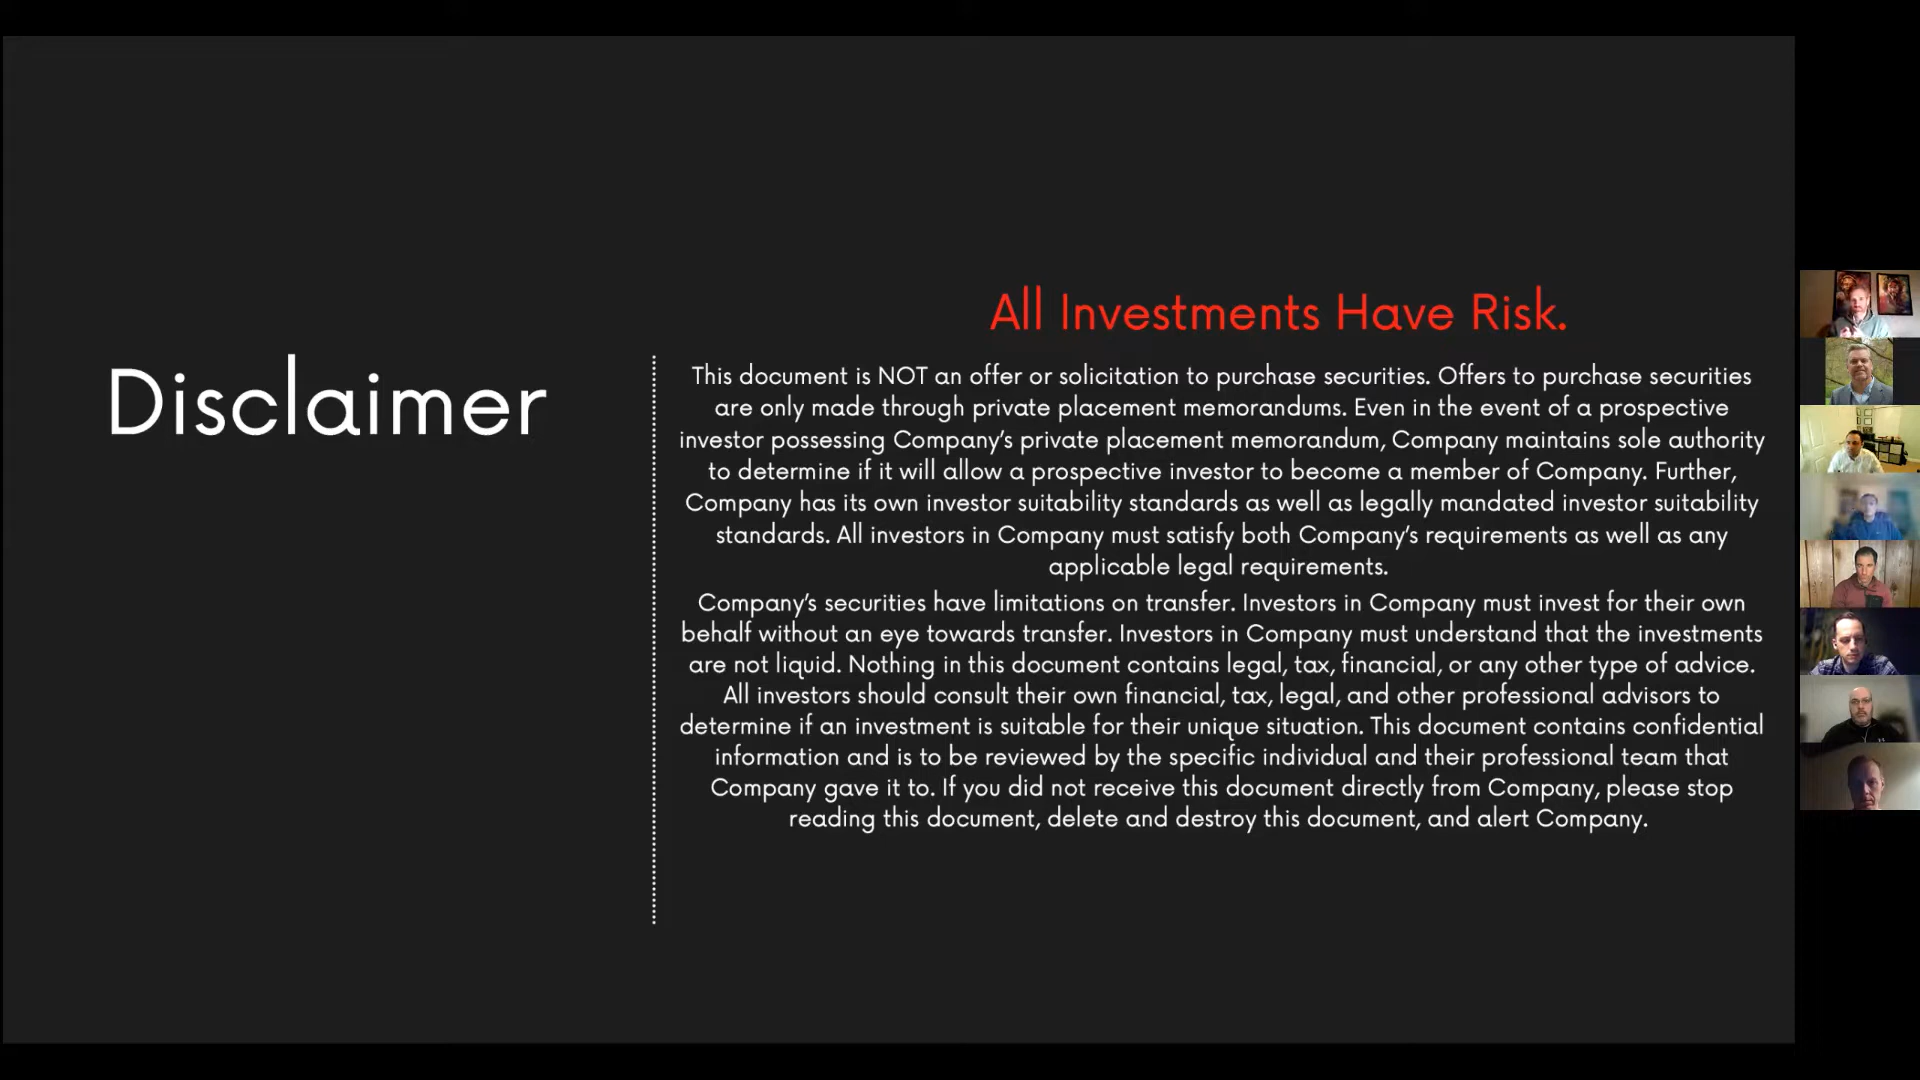 Disclaimer
All Investments Have Risk.
This document is NOT an offer or solicitation to purchase securities. Offers to purchase securities
are only made through private placement memorandums. Even in the event of a prospective
investor possessing Company's private placement memorandum, Company maintains sole authority
to determine if it will allow a prospective investor to become a member of Company. Further,
Company has its own investor suitability standards as well as legally mandated investor suitability
standards. All investors in Company must satisfy both Company's requirements as well as any
applicable legal requirements.
Company's securities have limitations on transfer. Investors in Company must invest for their own
behalf without an eye towards transfer. Investors in Company must understand that the investments
are not liquid. Nothing in this document contains legal, tax, financial, or any other type of advice.
All investors should consult their own financial, tax, legal, and other professional advisors to
determine if an investment is suitable for their unique situation. This document contains confidential
information and is to be reviewed by the specific individual and their professional team that
Company gave it to. If you did not receive this document directly from Company, please stop
reading this document, delete and destroy this document, and alert Company.